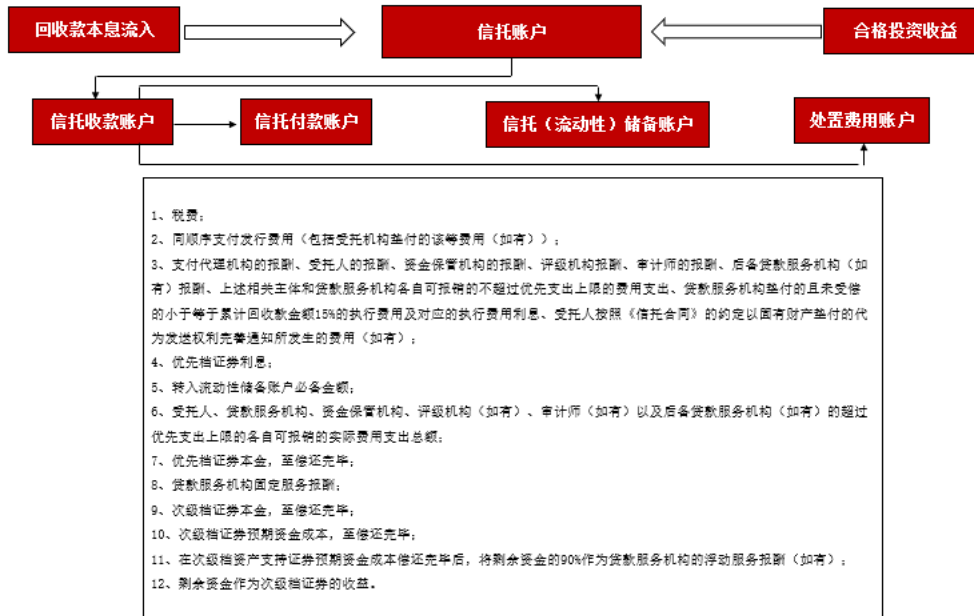 回收款本息流入
信托账户
合格投资收益
信托收款账户
信托付款账户
信托（流动性）储备账户
处置费用账户
1、税费；
2、同顺序支付发行费用（包括受托机构垫付的该等费用（如有））；
3、支付代理机构的报酬、受托人的报酬、资金保管机构的报酬、评级机构报酬、审计师的报酬、后备贷款服务机构（如
有）报酬、上述相关主体和贷款服务机构各自可报销的不超过优先支出上限的费用支出、贷款服务机构垫付的且未受偿
的小于等于累计回收款金额15%的执行费用及对应的执行费用利息、受托人按照《信托合同》的约定以固有财产垫付的代
为发送权利完善通知所发生的费用（如有）；
4、优先档证券利息；
5、转入流动性储备账户必备金额；
6、受托人、贷款服务机构、资金保管机构、评级机构（如有）、审计师（如有）以及后备贷款服务机构（如有）的超过
优先支出上限的各自可报销的实际费用支出总额；
7、优先档证券本金，至偿还完毕；
8、贷款服务机构固定服务报酬；
9、次级档证券本金，至偿还完毕；
10、次级档证券预期资金成本，至偿还完毕；
11、在次级档资产支持证券预期资金成本偿还完毕后，将剩余资金的90%作为贷款服务机构的浮动服务报酬（如有）；
12、剩余资金作为次级档证券的收益。